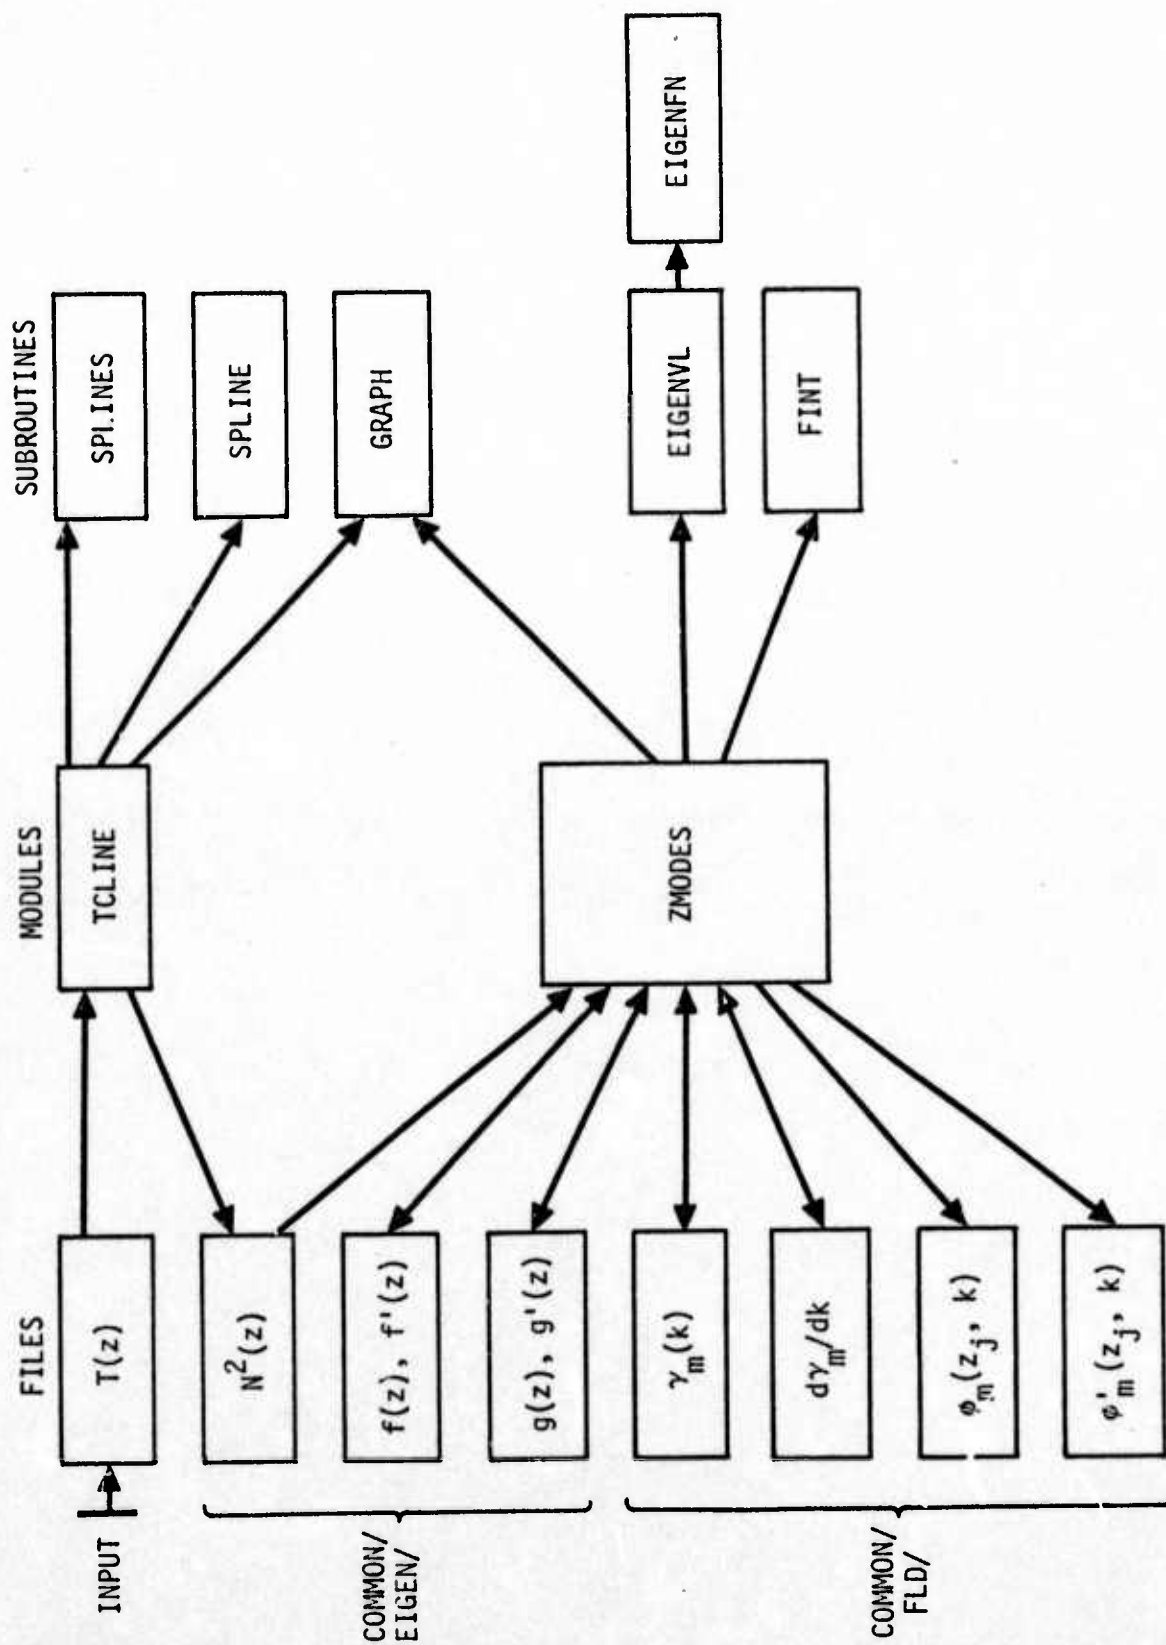 FILES
MODULES
SUBROUTINES
INPUT
T(z)
TCLINE
SPLINES
N²(z)
SPLINE
COMMON/
EIGEN/
f(z), f'(z)
GRAPH
g(z), g'(z)
γₘ(k)
ZMODES
EIGENVL
EIGENFN
dγₘ/dk
FINT
COMMON/
FLD/
φₘ(zⱼ, k)
φ'ₘ(zⱼ, k)